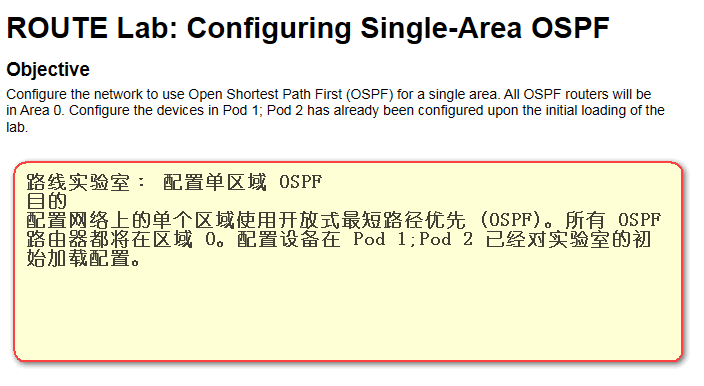 ROUTE Lab: Configuring Single-Area OSPF
Objective
Configure the network to use Open Shortest Path First (OSPF) for a single area. All OSPF routers will be
in Area 0. Configure the devices in Pod 1; Pod 2 has already been configured upon the initial loading of the
lab.
路线实验室： 配置单区域 OSPF
目的
配置网络上的单个区域使用开放式最短路径优先 (OSPF)。所有 OSPF
路由器都将在区域 0。配置设备在 Pod 1;Pod 2 已经对实验室的初
始加载配置。